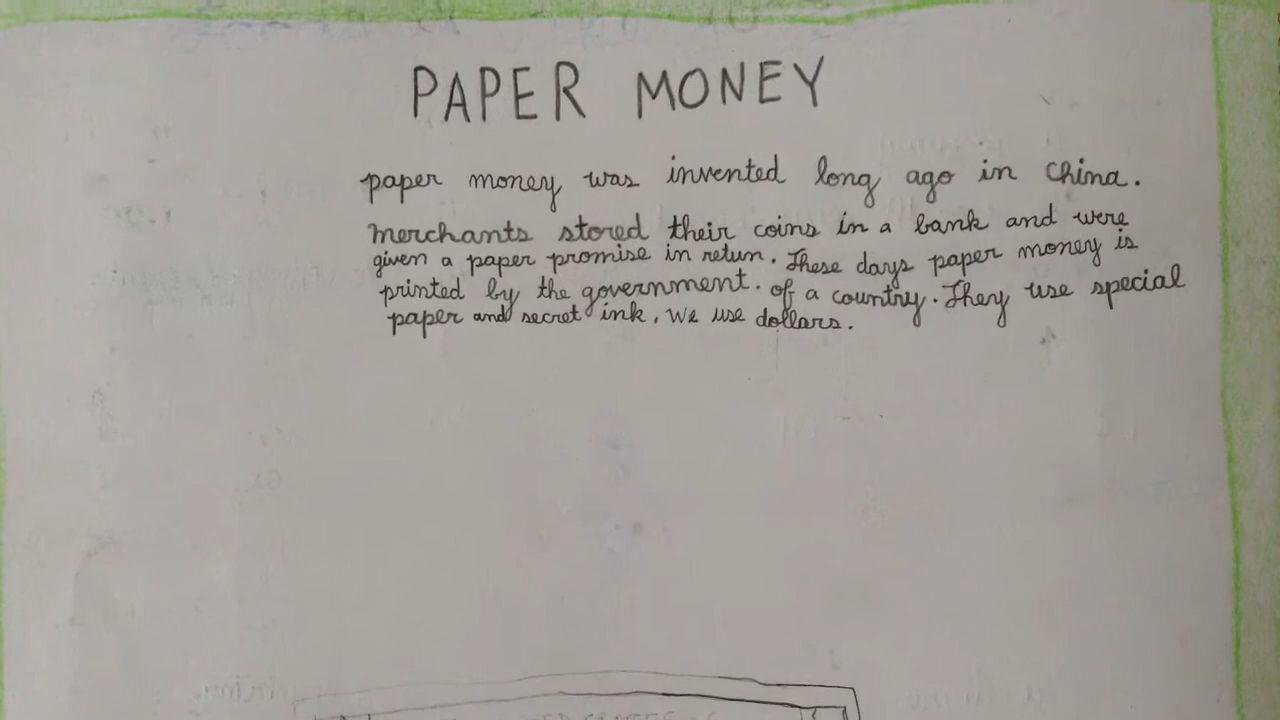 PAPER MONEY
paper money was invented long ago in China.
merchants stored their coins in a bank and were
given a paper promise in retun. These days paper money is
printed by the government. of a country. They use special
paper and secret ink. We use dollars.